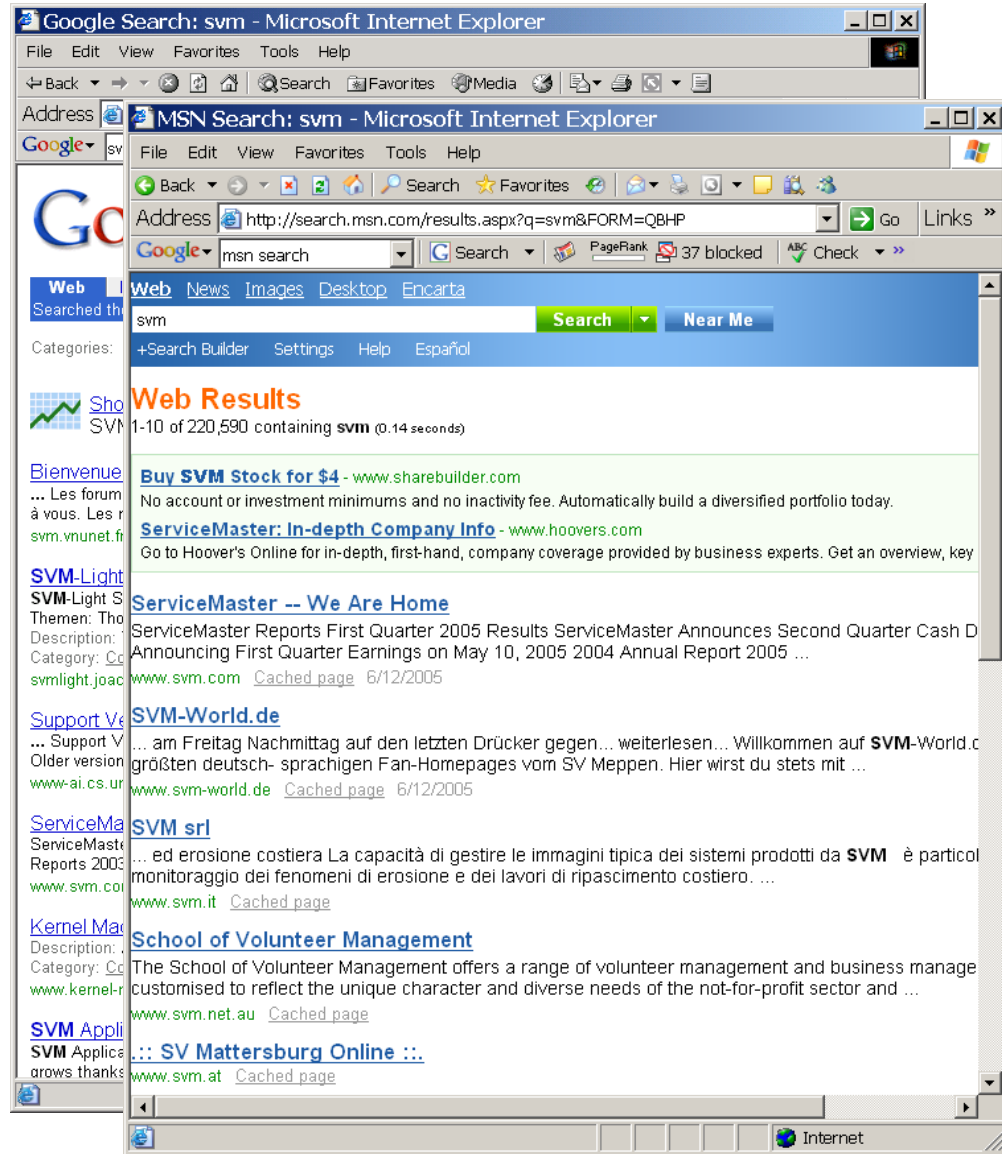 Google Search: svm - Microsoft Internet Explorer
File Edit View Favorites Tools Help
Back Search Favorites Media
Address
Google sv
Go
Web
Searched the
Categories:
Sho
SVM
Bienvenue
... Les forum
à vous. Les
svm.vnunet.fr
SVM-Light
SVM-Light S
Themen: Tho
Description:
Category: Co
svmlight.joac
Support Ve
... Support V
Older version
www-ai.cs.un
ServiceMa
ServiceMaste
Reports 2003
www.svm.co
Kernel Mac
Description:
Category: Co
www.kernel-
SVM Appli
SVM Applica
grows thanks
MSN Search: svm - Microsoft Internet Explorer
File Edit View Favorites Tools Help
Back Search Favorites
Address http://search.msn.com/results.aspx?q=svm&FORM=QBHP Go Links »
Google msn search Search PageRank 37 blocked ABC Check »
Web News Images Desktop Encarta
svm Search Near Me
+Search Builder Settings Help Español
Web Results
1-10 of 220,590 containing svm (0.14 seconds)
Buy SVM Stock for $4 - www.sharebuilder.com
No account or investment minimums and no inactivity fee. Automatically build a diversified portfolio today.
ServiceMaster: In-depth Company Info - www.hoovers.com
Go to Hoover's Online for in-depth, first-hand, company coverage provided by business experts. Get an overview, key
ServiceMaster -- We Are Home
ServiceMaster Reports First Quarter 2005 Results ServiceMaster Announces Second Quarter Cash D
Announcing First Quarter Earnings on May 10, 2005 2004 Annual Report 2005 ...
www.svm.com Cached page 6/12/2005
SVM-World.de
... am Freitag Nachmittag auf den letzten Drücker gegen... weiterlesen... Willkommen auf SVM-World.d
größten deutsch- sprachigen Fan-Homepages vom SV Meppen. Hier wirst du stets mit ...
www.svm-world.de Cached page 6/12/2005
SVM srl
... ed erosione costiera La capacità di gestire le immagini tipica dei sistemi prodotti da SVM è particol
monitoraggio dei fenomeni di erosione e dei lavori di ripascimento costiero. ...
www.svm.it Cached page
School of Volunteer Management
The School of Volunteer Management offers a range of volunteer management and business manage
customised to reflect the unique character and diverse needs of the not-for-profit sector and ...
www.svm.net.au Cached page
.:: SV Mattersburg Online ::.
www.svm.at Cached page
Internet